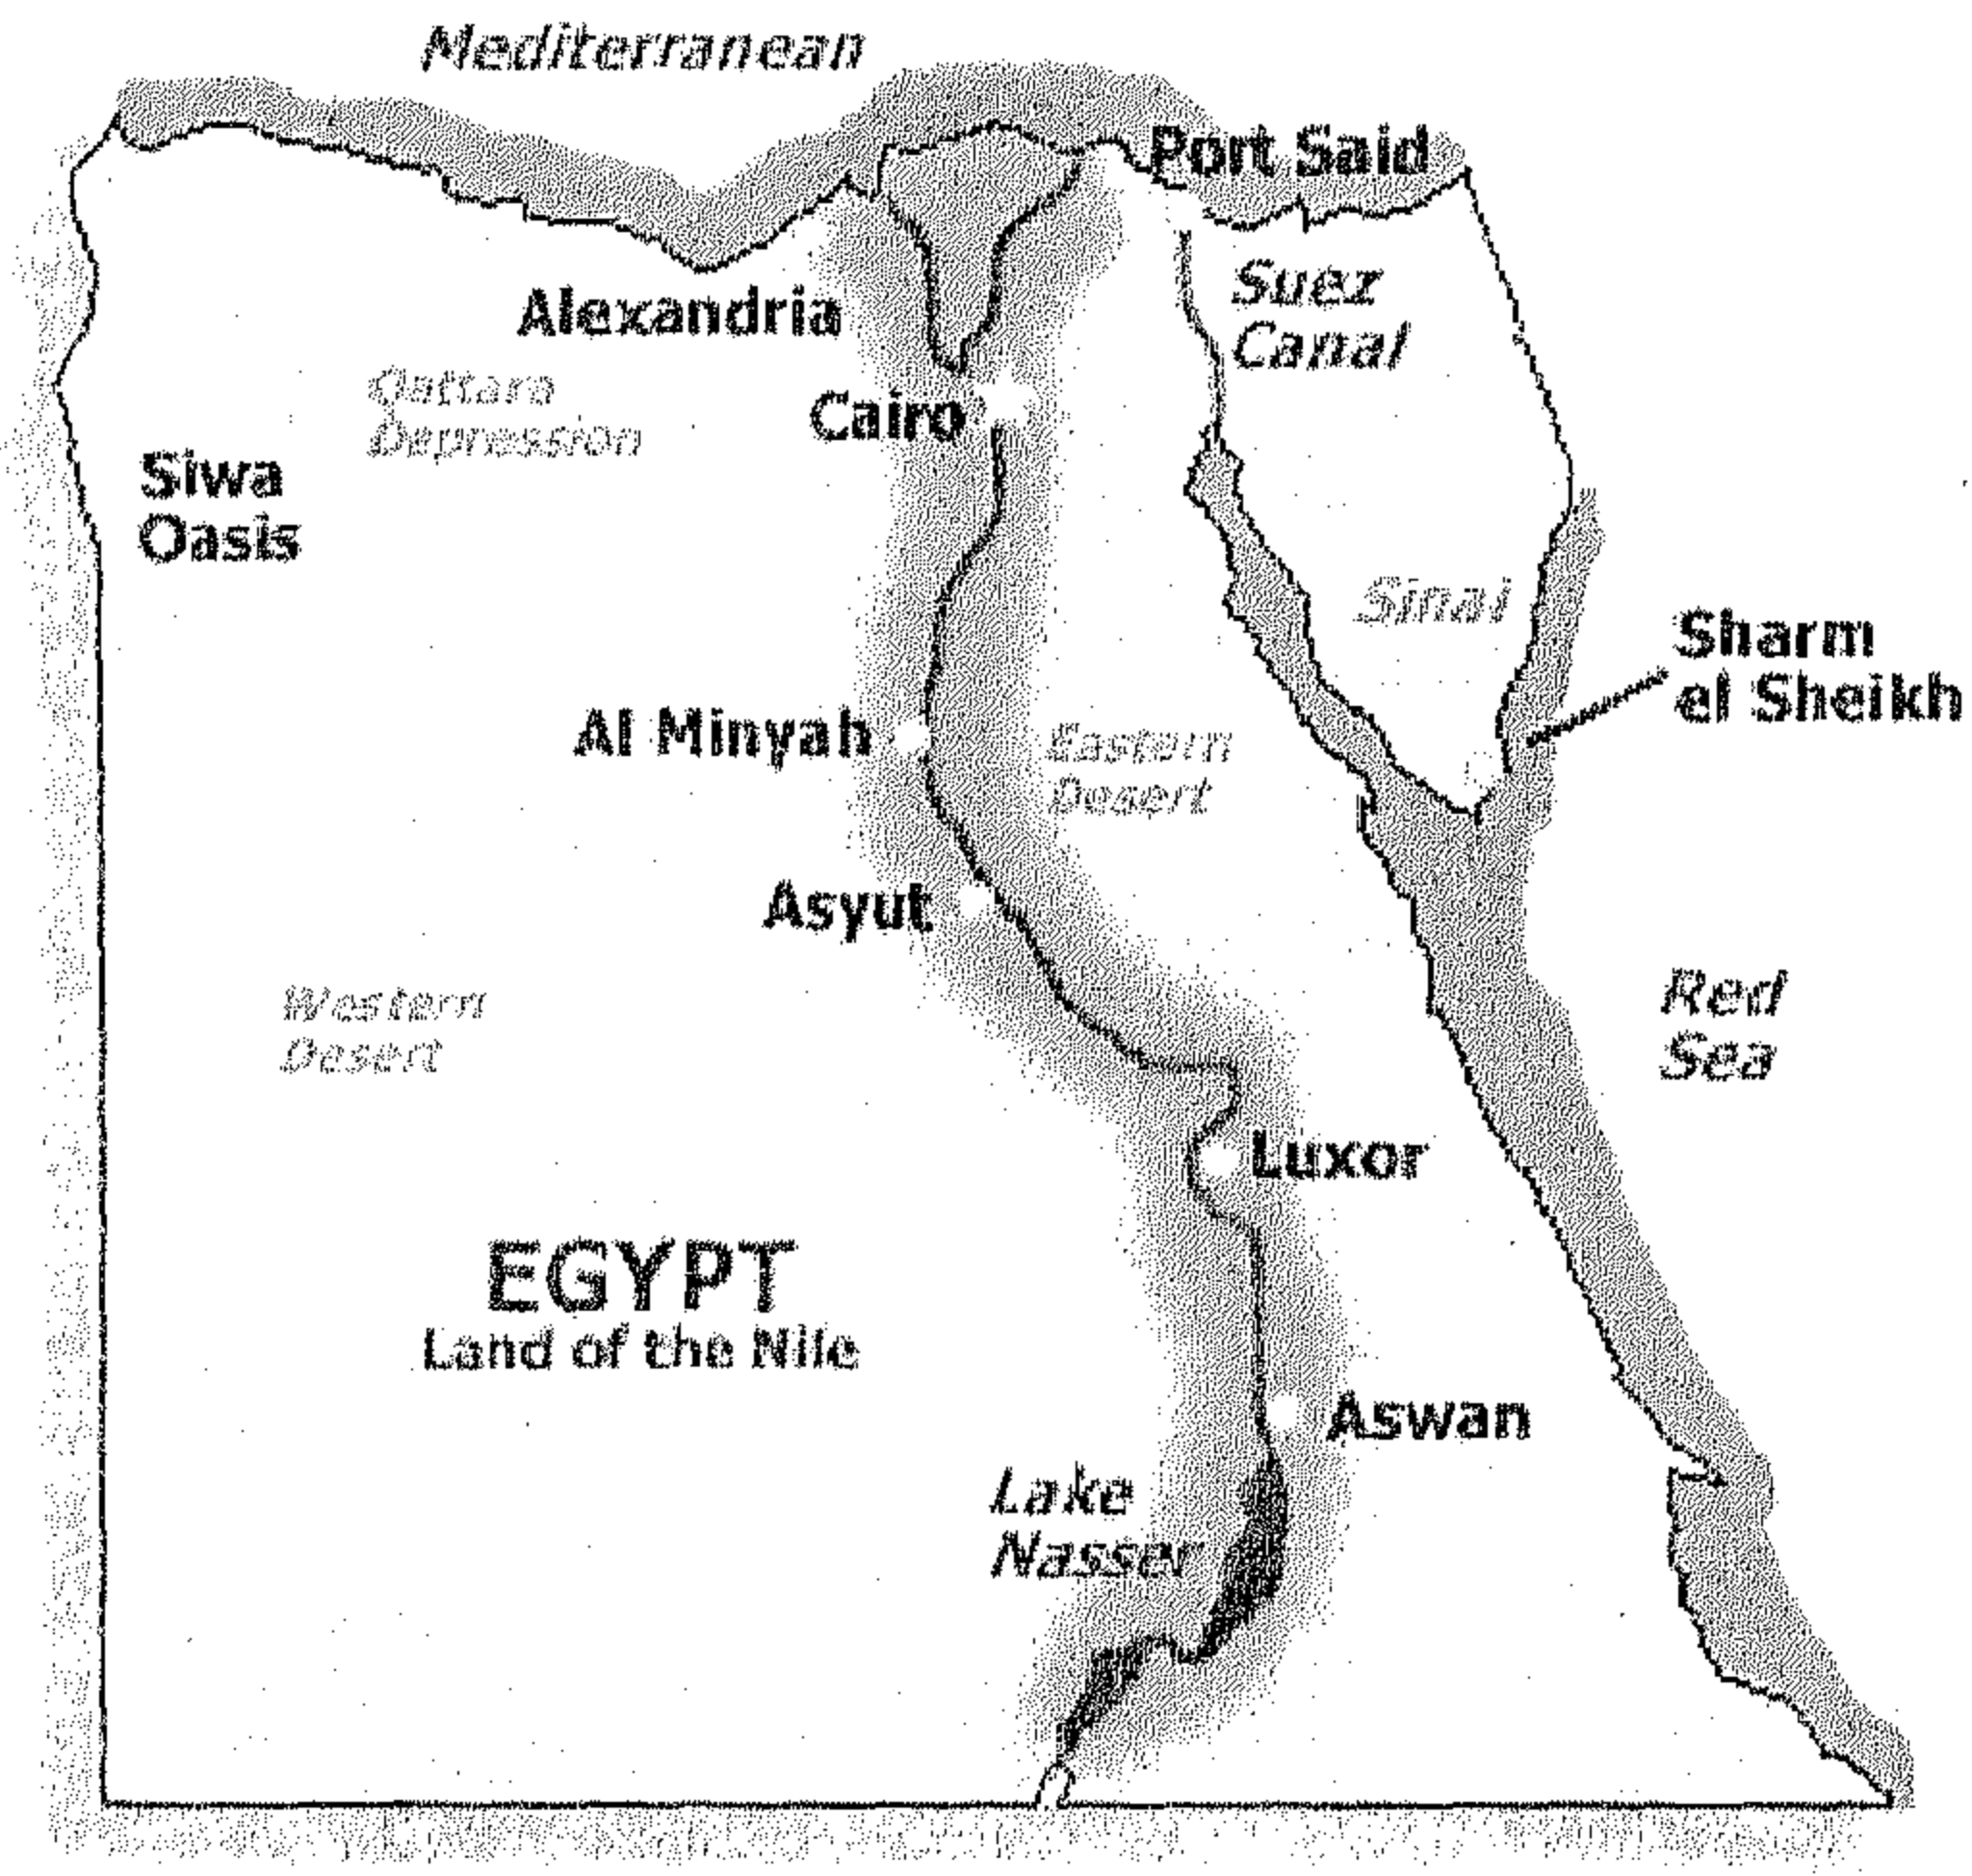 Mediterranean
Port Said
Suez
Canal
Alexandria
Qattara
Depression
Cairo
Siwa
Oasis
Sinai
Sharm
el Sheikh
Al Minyah
Eastern
Desert
Asyut
Western
Desert
Red
Sea
Luxor
EGYPT
Land of the Nile
Aswan
Lake
Nasser